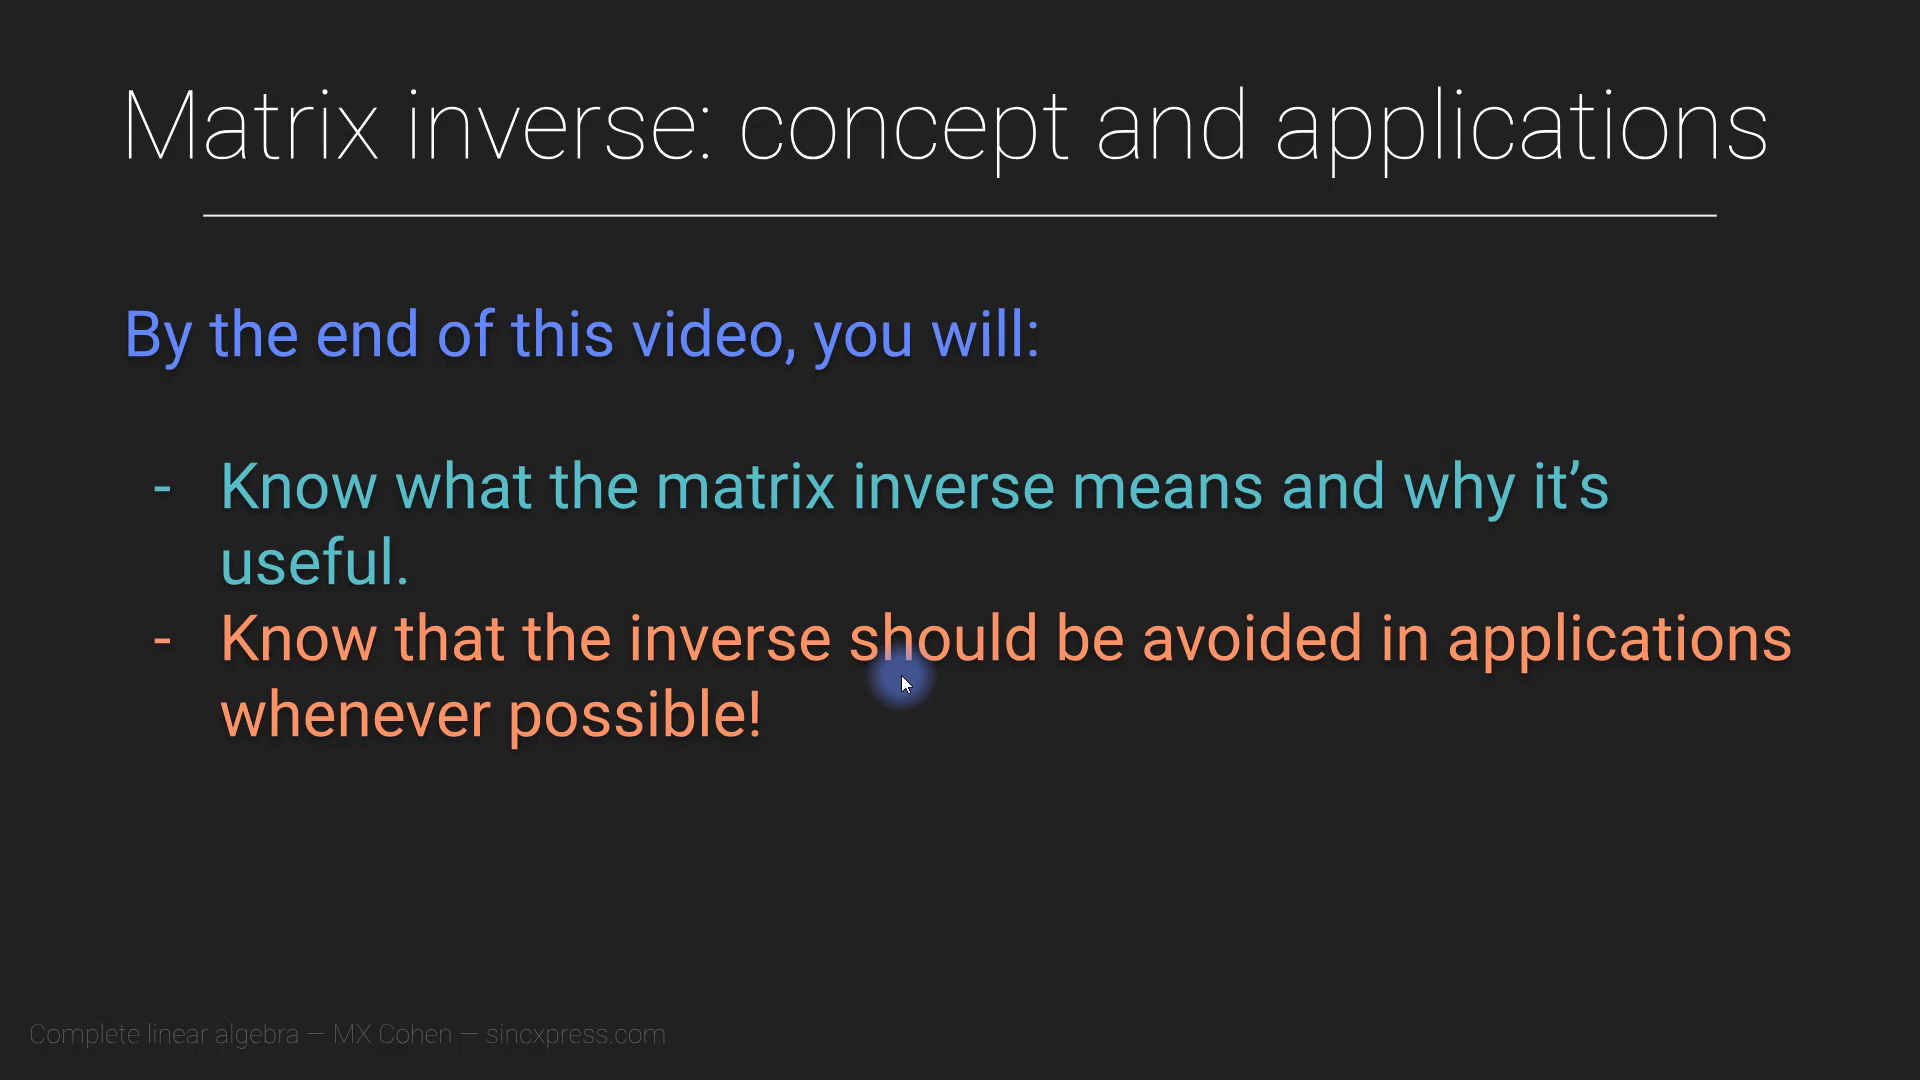 Matrix inverse: concept and applications
By the end of this video, you will:
- Know what the matrix inverse means and why it’s
useful.
- Know that the inverse should be avoided in applications
whenever possible!
Complete linear algebra — MX Cohen — sincxpress.com